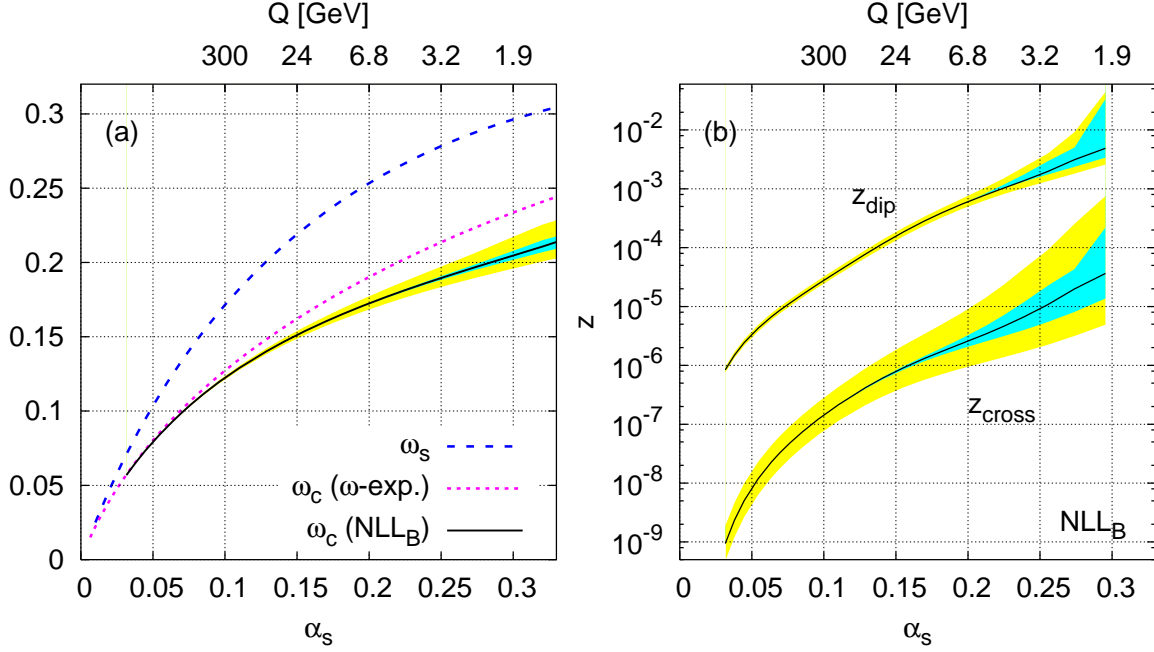 Q [GeV]
300 24 6.8 3.2 1.9
(a)
0.3
0.25
0.2
0.15
0.1
0.05
0
ω_s
ω_c (ω-exp.)
ω_c (NLL_B)
0 0.05 0.1 0.15 0.2 0.25 0.3
α_s
Q [GeV]
300 24 6.8 3.2 1.9
(b)
z
10^-2
10^-3
10^-4
10^-5
10^-6
10^-7
10^-8
10^-9
z_dip
z_cross
NLL_B
0 0.05 0.1 0.15 0.2 0.25 0.3
α_s